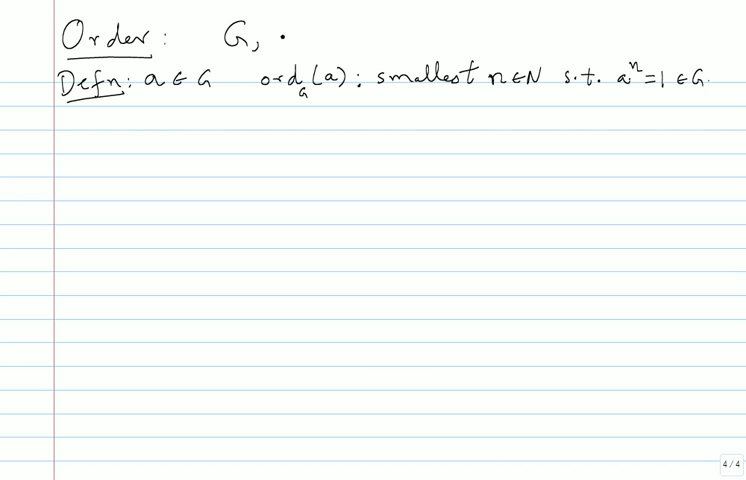 Order: G, ·
Defn: a ∈ G ord_G(a): smallest n ∈ N s.t. a^n = 1 ∈ G.
4/4